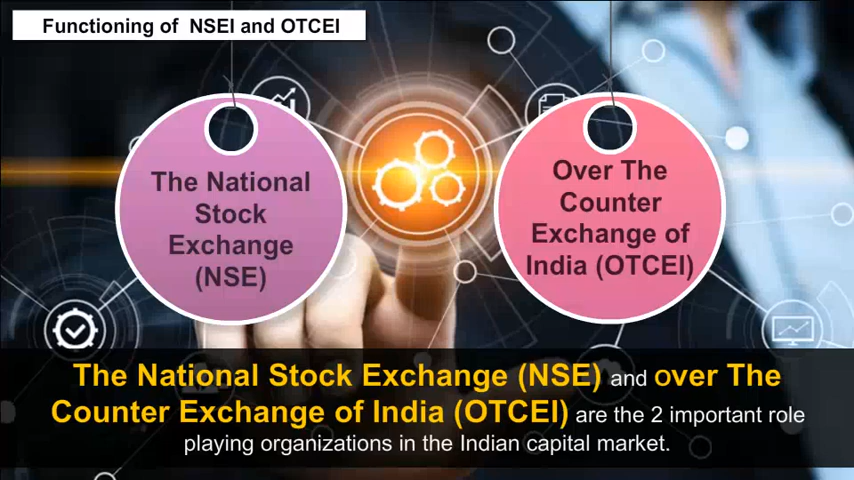 Functioning of NSEI and OTCEI
The National
Stock
Exchange
(NSE)
Over The
Counter
Exchange of
India (OTCEI)
The National Stock Exchange (NSE) and over The
Counter Exchange of India (OTCEI) are the 2 important role
playing organizations in the Indian capital market.